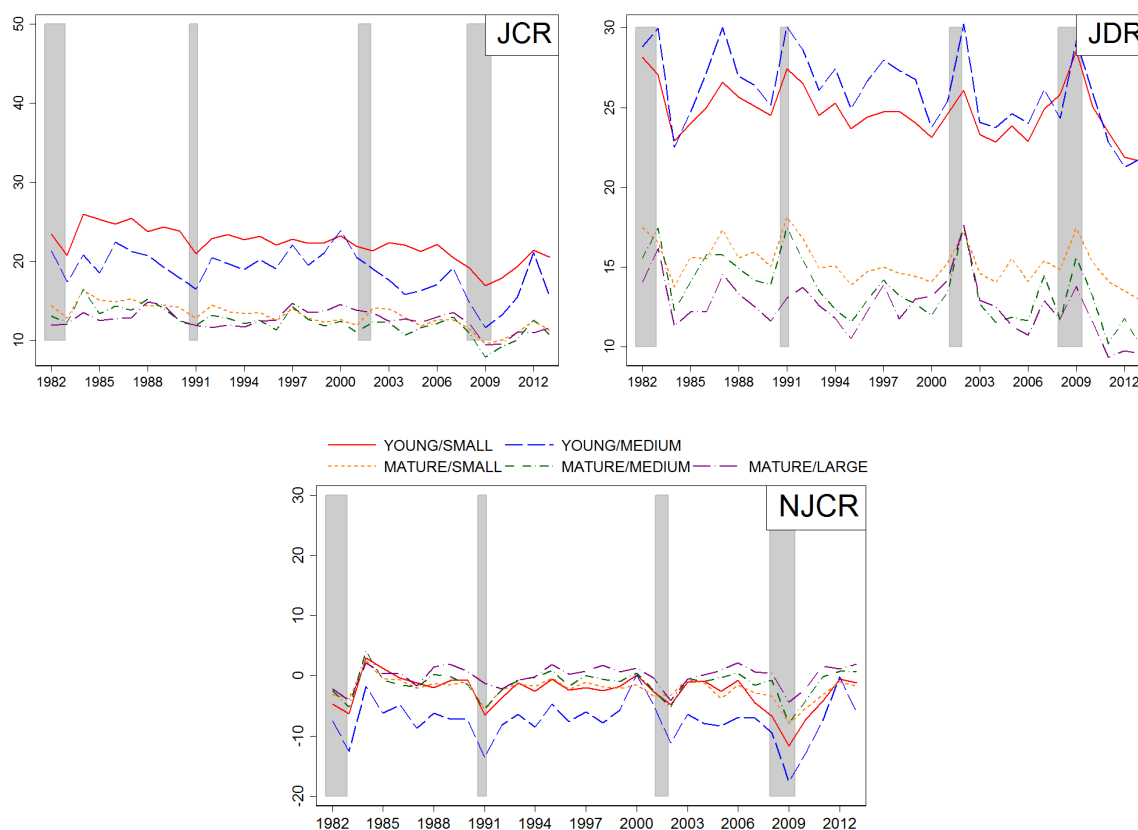 JCR
50
40
30
20
10
1982 1985 1988 1991 1994 1997 2000 2003 2006 2009 2012
JDR
30
25
20
15
10
1982 1985 1988 1991 1994 1997 2000 2003 2006 2009 2012
YOUNG/SMALL YOUNG/MEDIUM
MATURE/SMALL MATURE/MEDIUM MATURE/LARGE
NJCR
30
20
10
0
-10
-20
1982 1985 1988 1991 1994 1997 2000 2003 2006 2009 2012